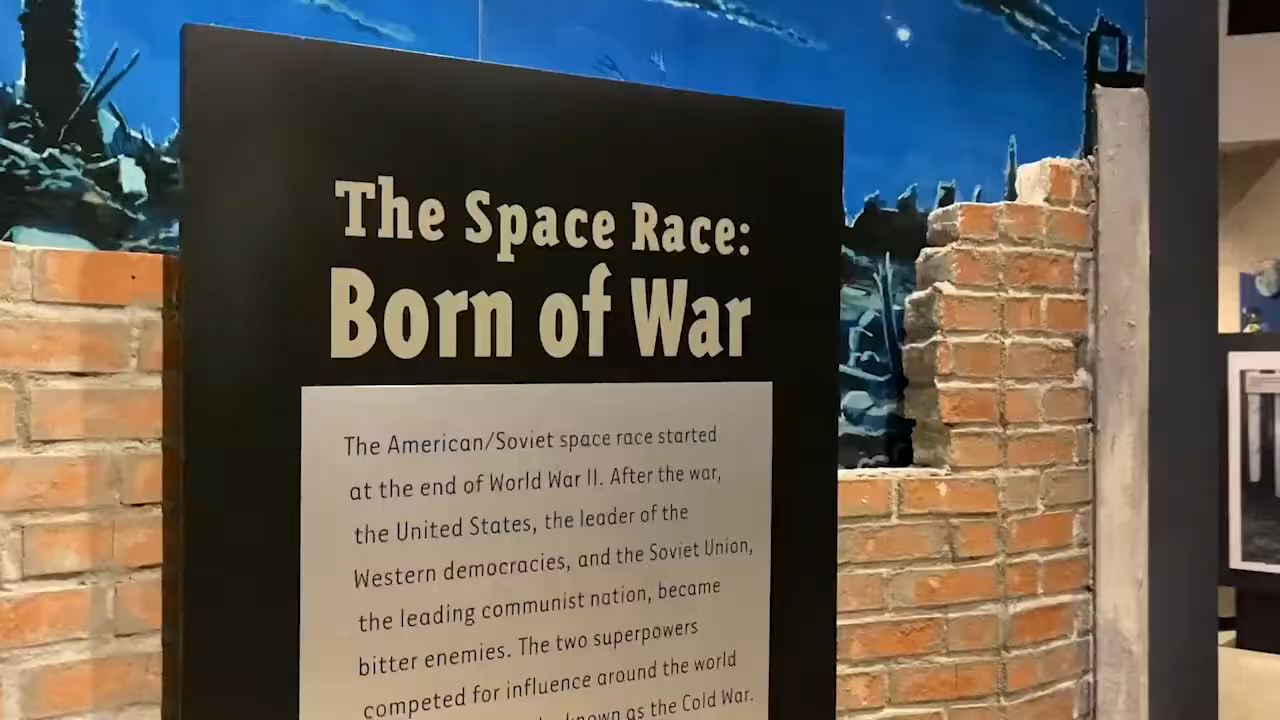 The Space Race:
Born of War
The American/Soviet space race started
at the end of World War II. After the war,
the United States, the leader of the
Western democracies, and the Soviet Union,
the leading communist nation, became
bitter enemies. The two superpowers
competed for influence around the world
known as the Cold War.